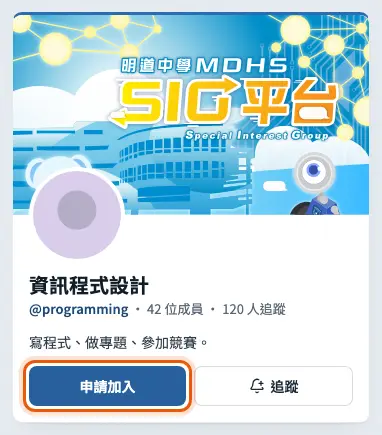 明道中學 MDHS
SIG平台
Special Interest Group
資訊程式設計
@programming · 42 位成員 · 120 人追蹤
寫程式、做專題、參加競賽。
申請加入
追蹤